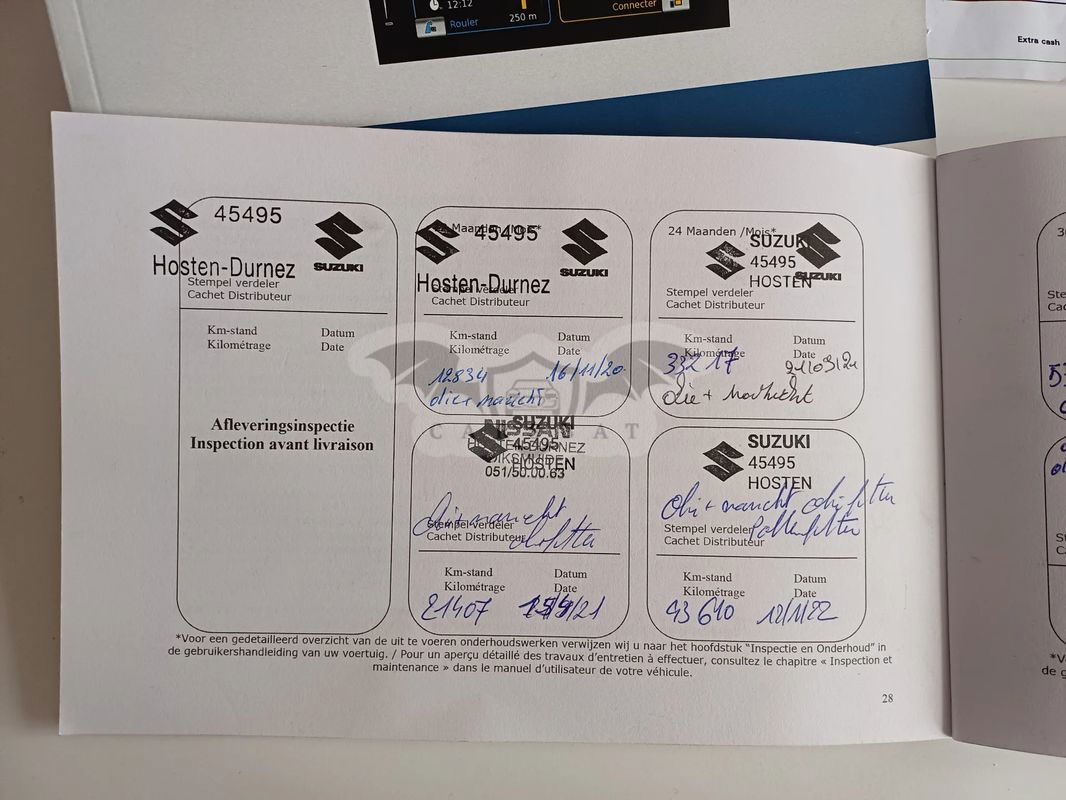 12:12
Rouler
250 m
Connecter
Extra cash
45495
Hosten-Durnez
SUZUKI
Stempel verdeler
Cachet Distributeur
Km-stand Datum
Kilométrage Date
Afleveringsinspectie
Inspection avant livraison
Maanden /Mois*
45495
Hosten-Durnez
SUZUKI
Stempel verdeler
Cachet Distributeur
Km-stand Datum
Kilométrage Date
12834 16/11/20
24 Maanden /Mois*
SUZUKI
45495
HOSTEN
SUZUKI
Stempel verdeler
Cachet Distributeur
Km-stand Datum
Kilométrage Date
33217
NISSAN
SUZUKI
45495
HOSTEN
051/50.00.63
Stempel verdeler
Cachet Distributeur
Km-stand Datum
Kilométrage Date
21407
SUZUKI
45495
HOSTEN
Stempel verdeler
Cachet Distributeur
Km-stand Datum
Kilométrage Date
43640 12/1/22
*Voor een gedetailleerd overzicht van de uit te voeren onderhoudswerken verwijzen wij u naar het hoofdstuk "Inspectie en Onderhoud" in
de gebruikershandleiding van uw voertuig. / Pour un aperçu détaillé des travaux d'entretien à effectuer, consultez le chapitre « Inspection et
maintenance » dans le manuel d'utilisateur de votre véhicule.
28